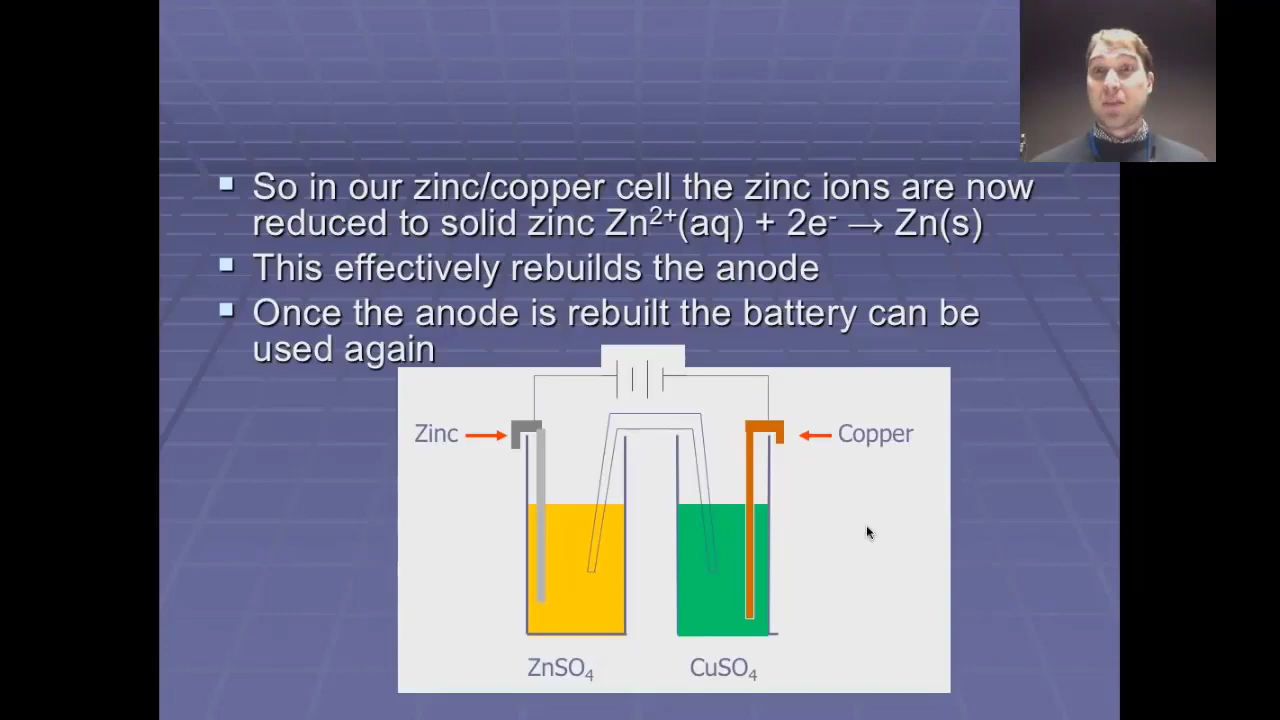 So in our zinc/copper cell the zinc ions are now
reduced to solid zinc Zn²⁺(aq) + 2e⁻ → Zn(s)
This effectively rebuilds the anode
Once the anode is rebuilt the battery can be
used again
Zinc
Copper
ZnSO₄
CuSO₄